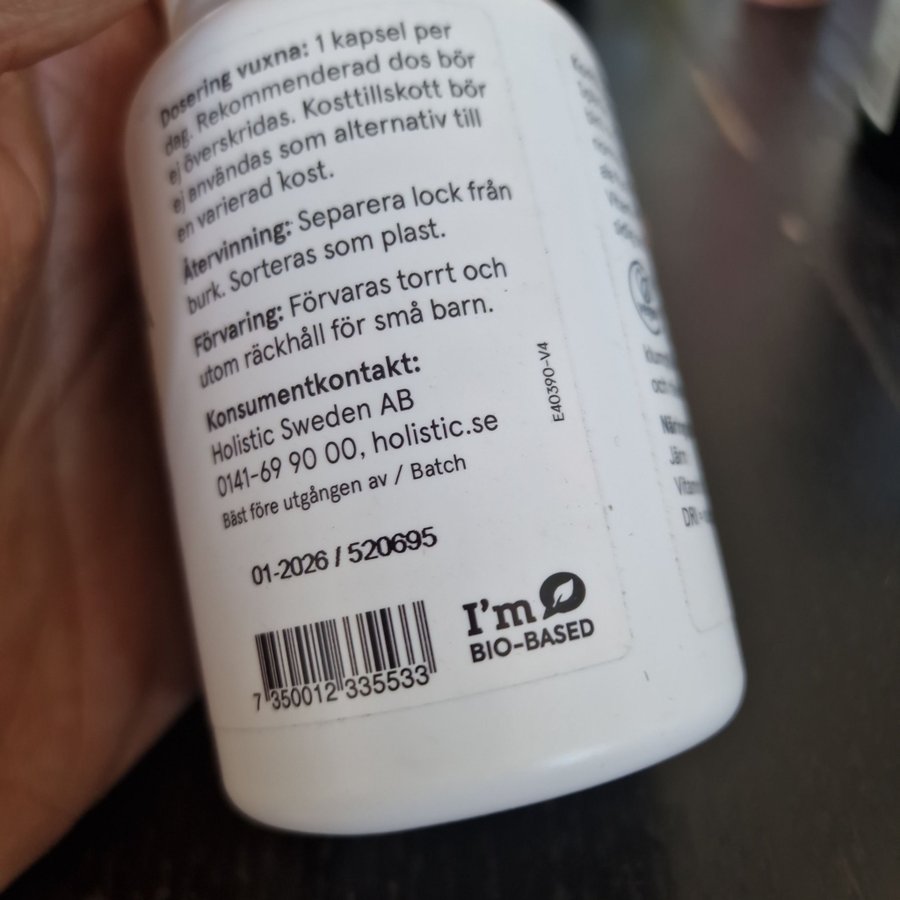 Dosering vuxna: 1 kapsel per
dag. Rekommenderad dos bör
ej överskridas. Kosttillskott bör
ej användas som alternativ till
en varierad kost.
Återvinning: Separera lock från
burk. Sorteras som plast.
Förvaring: Förvaras torrt och
utom räckhåll för små barn.
Konsumentkontakt:
Holistic Sweden AB
0141-69 90 00, holistic.se
Bäst före utgången av / Batch
01-2026 / 520695
E40390-V4
I'm
BIO-BASED
7 350012 335533
Järn
DRI